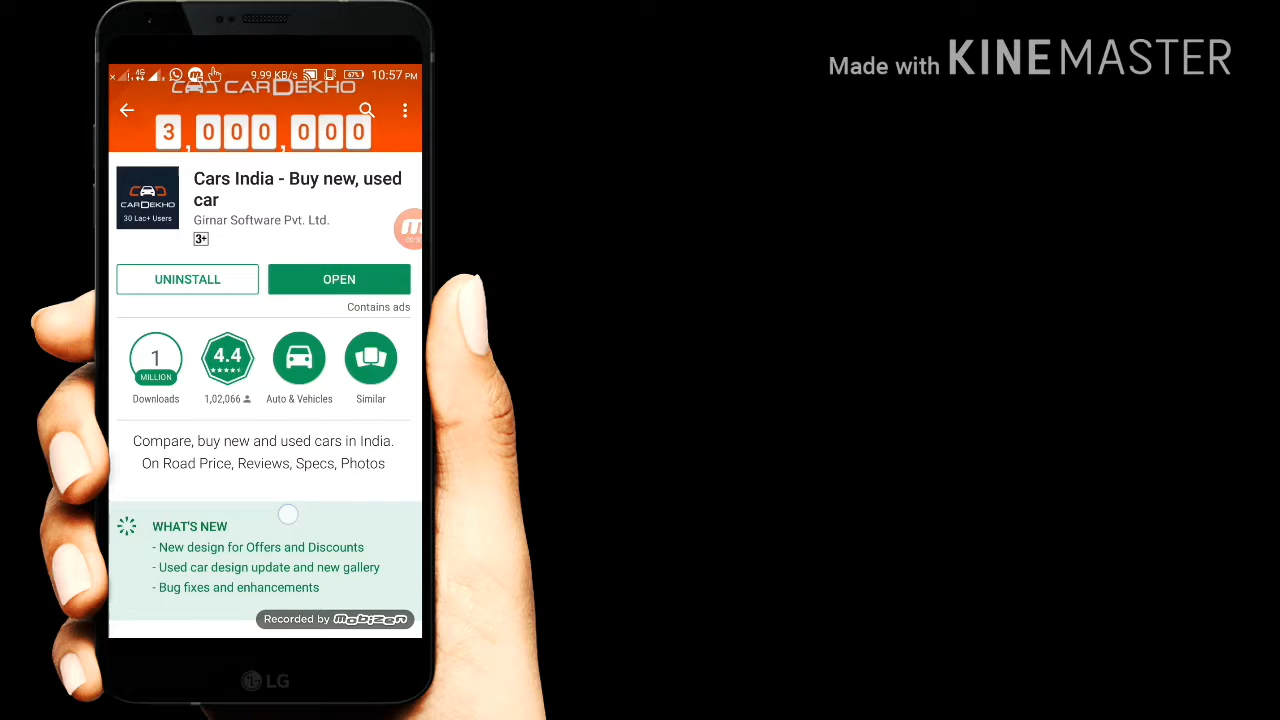 Made with KINEMASTER
4G 9.99 KB/s 67% 10:57 PM
CARDEKHO
3,000,000
Cars India - Buy new, used
car
CARDEKHO
30 Lac+ Users
Girnar Software Pvt. Ltd.
3+
UNINSTALL
OPEN
Contains ads
1
MILLION
4.4
Downloads
1,02,066
Auto & Vehicles
Similar
Compare, buy new and used cars in India.
On Road Price, Reviews, Specs, Photos
WHAT'S NEW
- New design for Offers and Discounts
- Used car design update and new gallery
- Bug fixes and enhancements
Recorded by mobizen
LG